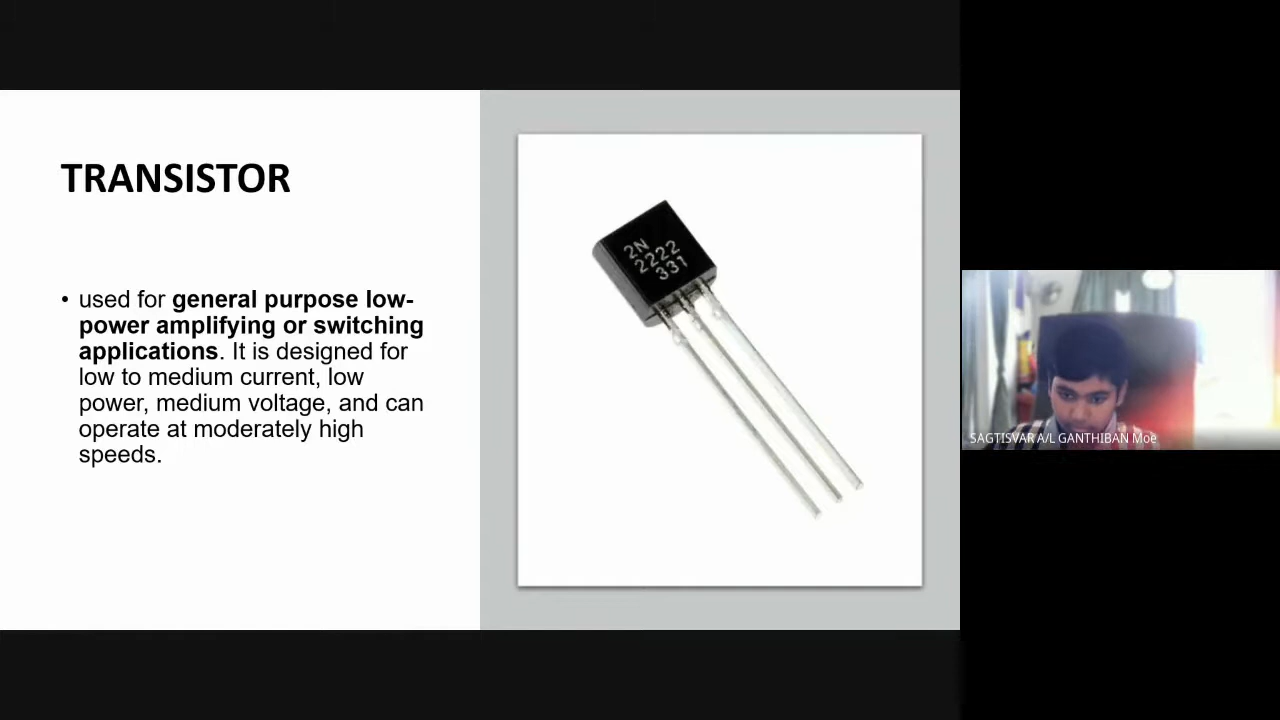 TRANSISTOR
• used for general purpose low-
power amplifying or switching
applications. It is designed for
low to medium current, low
power, medium voltage, and can
operate at moderately high
speeds.
2N
2222
331
SAGTISVAR A/L GANTHIBAN Moe